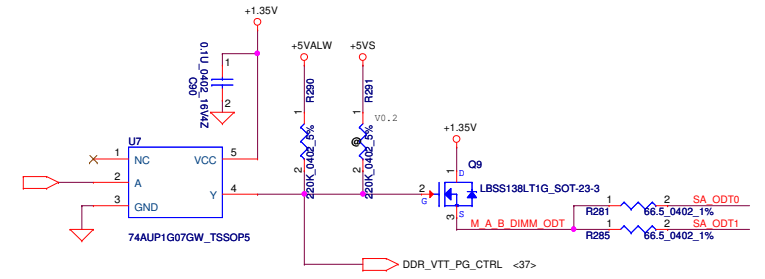 +1.35V
+5VALW
+5VS
0.1U_0402_16V4Z
C90
1
2
R290
1
2
220K_0402_5%
R291
1
2
220K_0402_5%
@
V0.2
U7
1
NC
VCC
5
2
A
Y
4
3
GND
74AUP1G07GW_TSSOP5
+1.35V
Q9
1
D
2
G
3
S
LBSS138LT1G_SOT-23-3
M_A_B_DIMM_ODT
1
2
SA_ODT0
R281
66.5_0402_1%
1
2
SA_ODT1
R285
66.5_0402_1%
DDR_VTT_PG_CTRL <37>